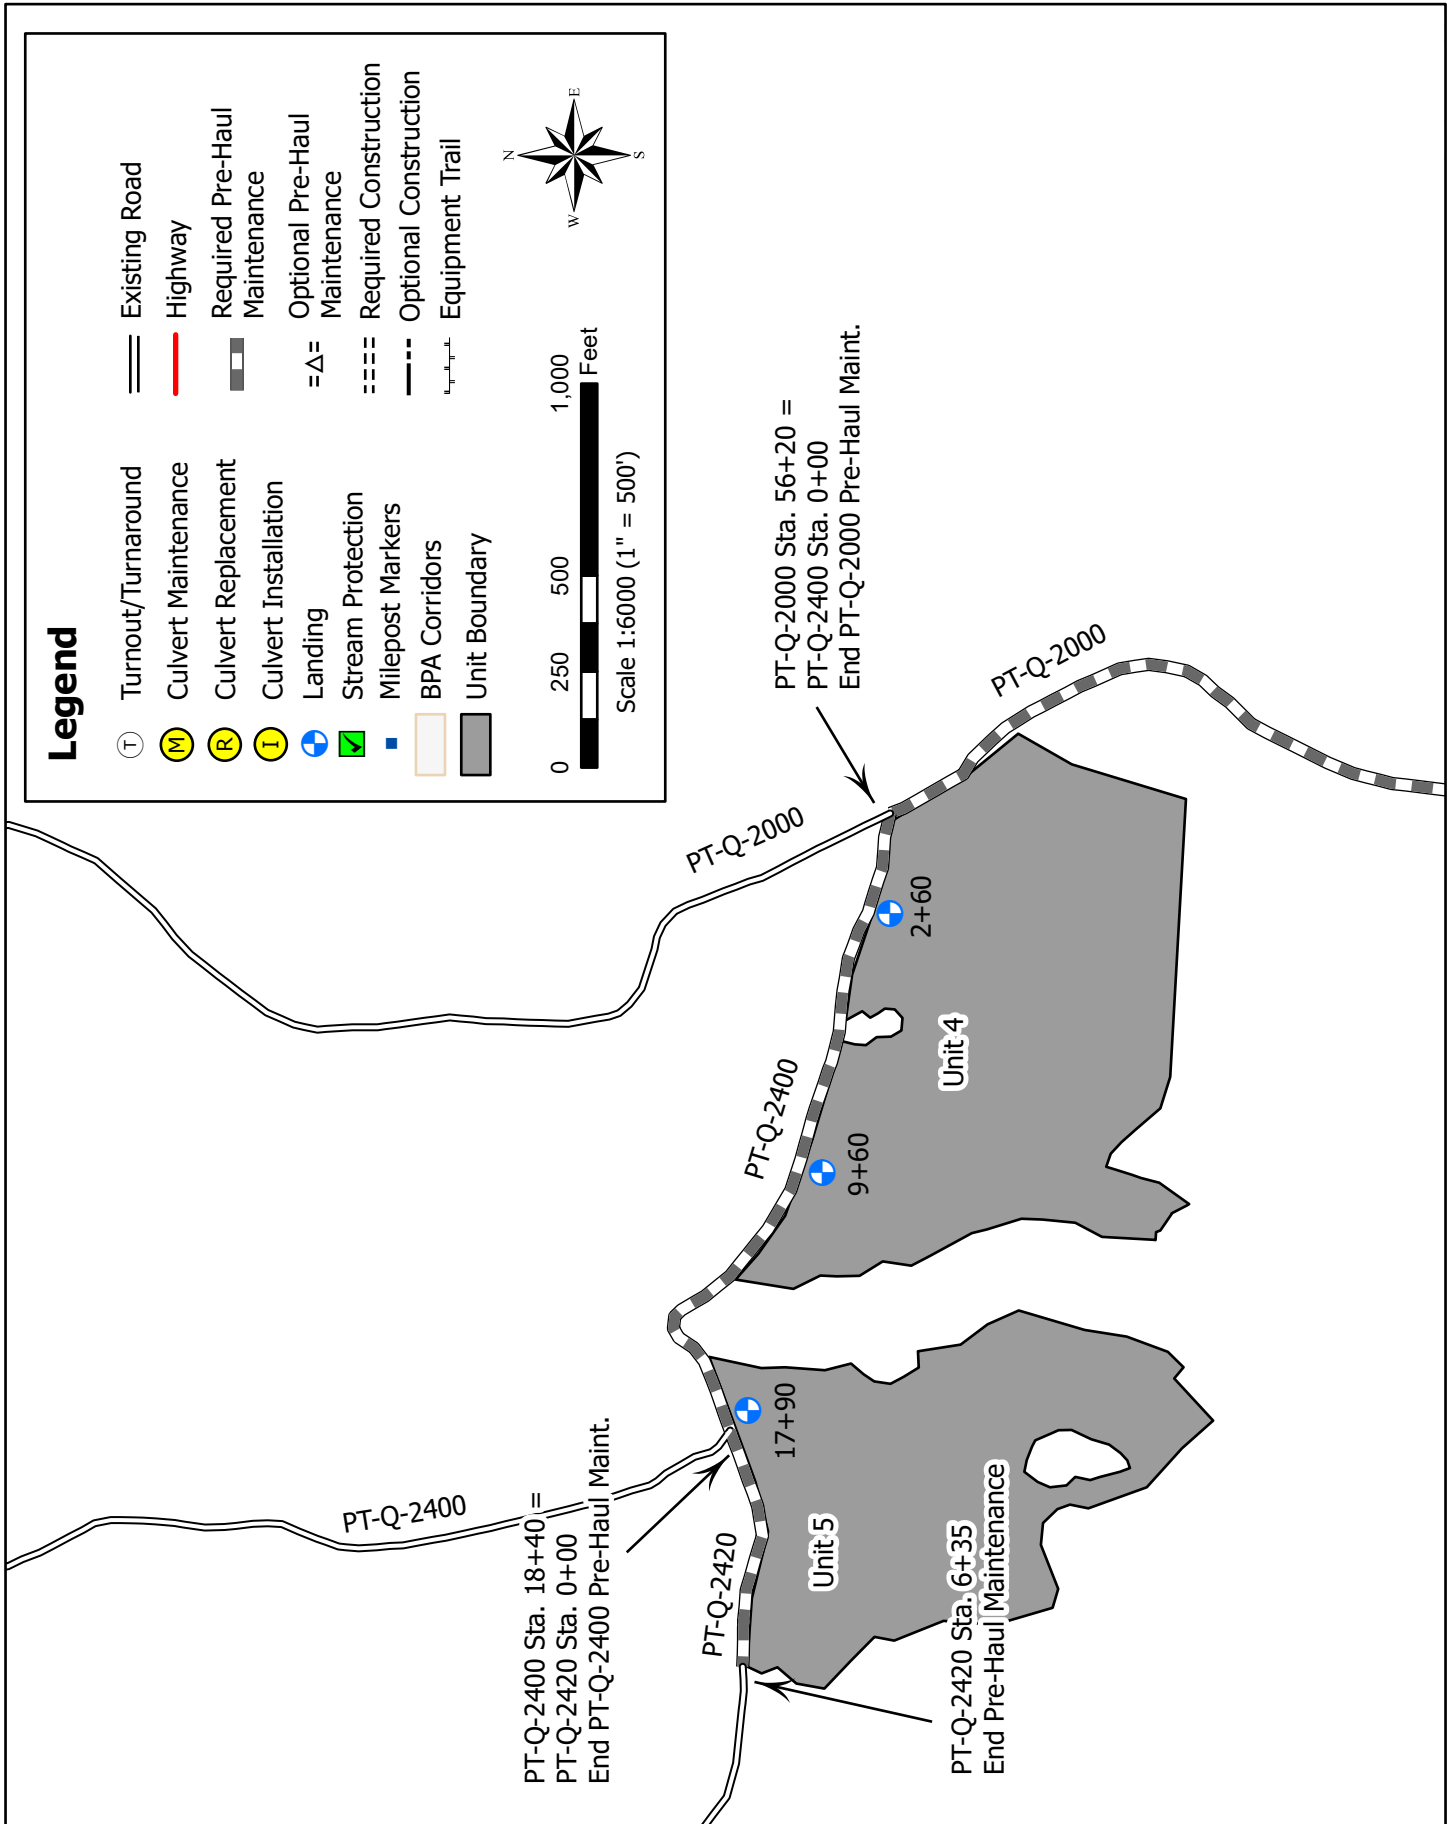 Legend
T Turnout/Turnaround
M Culvert Maintenance
R Culvert Replacement
I Culvert Installation
Landing
Stream Protection
Milepost Markers
BPA Corridors
Unit Boundary
Existing Road
Highway
Required Pre-Haul
Maintenance
Optional Pre-Haul
Maintenance
Required Construction
Optional Construction
Equipment Trail
N
W
E
S
0
250
500
1,000
Feet
Scale 1:6000 (1" = 500')
PT-Q-2400
PT-Q-2400 Sta. 18+40 =
PT-Q-2420 Sta. 0+00
End PT-Q-2400 Pre-Haul Maint.
PT-Q-2000
PT-Q-2000 Sta. 56+20 =
PT-Q-2400 Sta. 0+00
End PT-Q-2000 Pre-Haul Maint.
PT-Q-2420
17+90
PT-Q-2400
9+60
2+60
PT-Q-2000
Unit 5
Unit 4
PT-Q-2420 Sta. 6+35
End Pre-Haul Maintenance